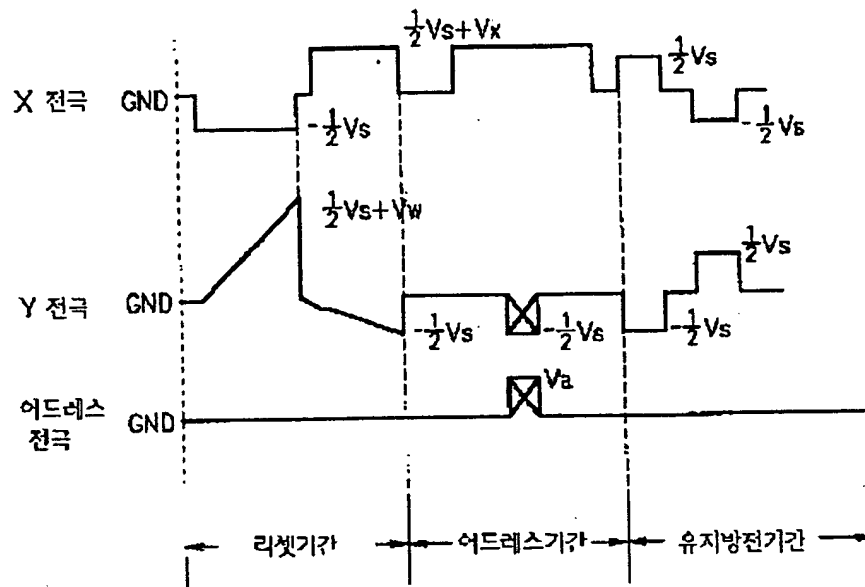 ½Vs+Vx
½Vs
X 전극 GND
-½Vs
-½Vs
½Vs+Vw
½Vs
Y 전극 GND
-½Vs
-½Vs
-½Vs
Va
어드레스
전극
GND
리셋기간 어드레스기간 유지방전기간